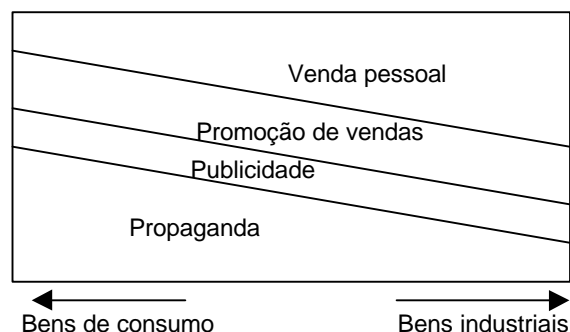 Venda pessoal
Promoção de vendas
Publicidade
Propaganda
Bens de consumo
Bens industriais